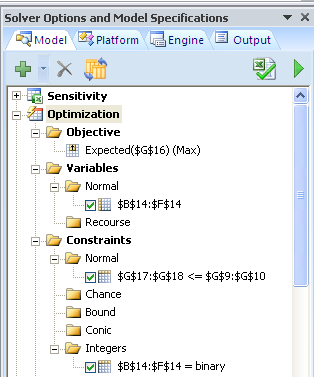 Solver Options and Model Specifications
Model Platform Engine Output
Sensitivity
Optimization
Objective
Expected($G$16) (Max)
Variables
Normal
$B$14:$F$14
Recourse
Constraints
Normal
$G$17:$G$18 <= $G$9:$G$10
Chance
Bound
Conic
Integers
$B$14:$F$14 = binary